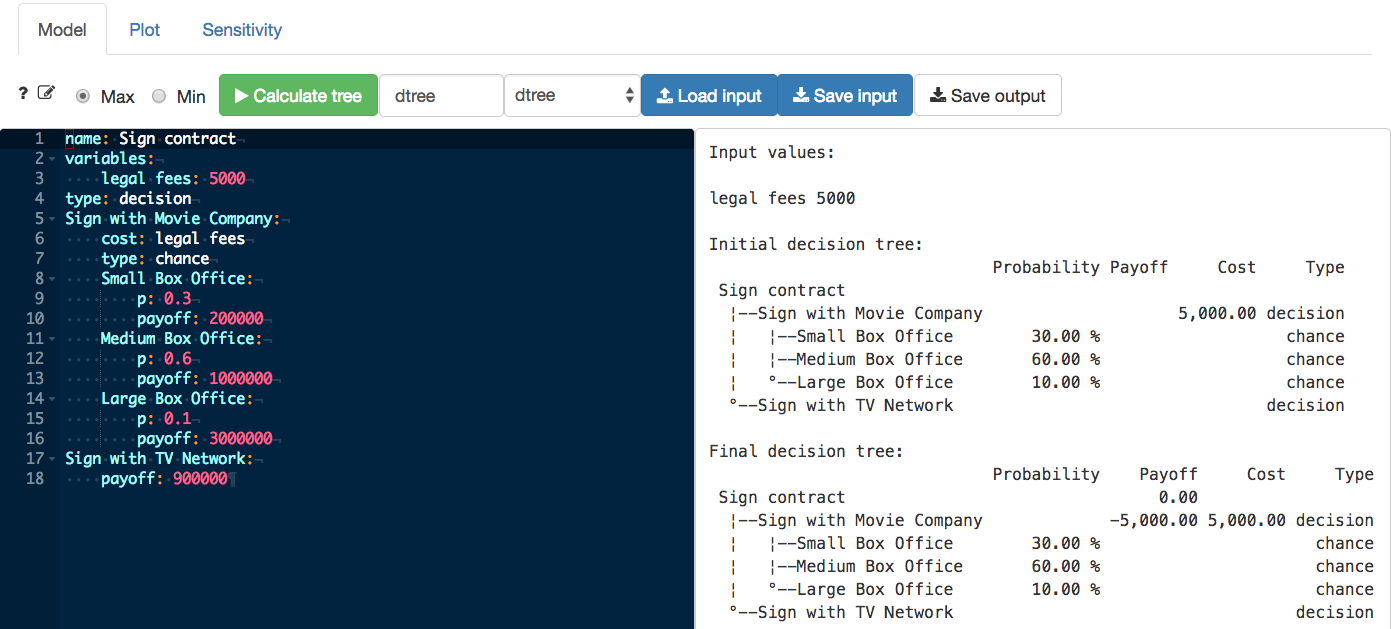 Model Plot Sensitivity
? Max Min Calculate tree dtree dtree Load input Save input Save output
1 name: Sign contract
2 variables:
3 legal fees: 5000
4 type: decision
5 Sign with Movie Company:
6 cost: legal fees
7 type: chance
8 Small Box Office:
9 p: 0.3
10 payoff: 200000
11 Medium Box Office:
12 p: 0.6
13 payoff: 1000000
14 Large Box Office:
15 p: 0.1
16 payoff: 3000000
17 Sign with TV Network:
18 payoff: 900000
Input values:
legal fees 5000
Initial decision tree:
Probability Payoff Cost Type
Sign contract
¦--Sign with Movie Company 5,000.00 decision
¦ ¦--Small Box Office 30.00 % chance
¦ ¦--Medium Box Office 60.00 % chance
¦ °--Large Box Office 10.00 % chance
°--Sign with TV Network decision
Final decision tree:
Probability Payoff Cost Type
Sign contract 0.00
¦--Sign with Movie Company -5,000.00 5,000.00 decision
¦ ¦--Small Box Office 30.00 % chance
¦ ¦--Medium Box Office 60.00 % chance
¦ °--Large Box Office 10.00 % chance
°--Sign with TV Network decision